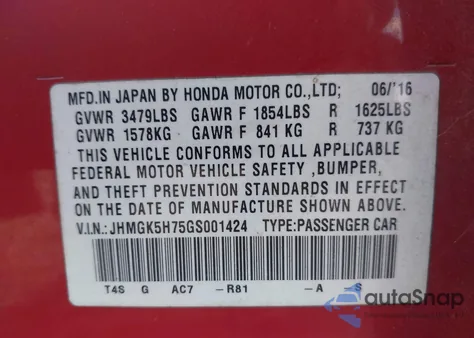 MFD.IN JAPAN BY HONDA MOTOR CO.,LTD; 06/'16
GVWR 3479LBS GAWR F 1854LBS R 1625LBS
GVWR 1578KG GAWR F 841 KG R 737 KG
THIS VEHICLE CONFORMS TO ALL APPLICABLE
FEDERAL MOTOR VEHICLE SAFETY ,BUMPER,
AND THEFT PREVENTION STANDARDS IN EFFECT
ON THE DATE OF MANUFACTURE SHOWN ABOVE.
V.I.N.:JHMGK5H75GS001424 TYPE:PASSENGER CAR
T4S G AC7 -R81 -A -S
autoSnap